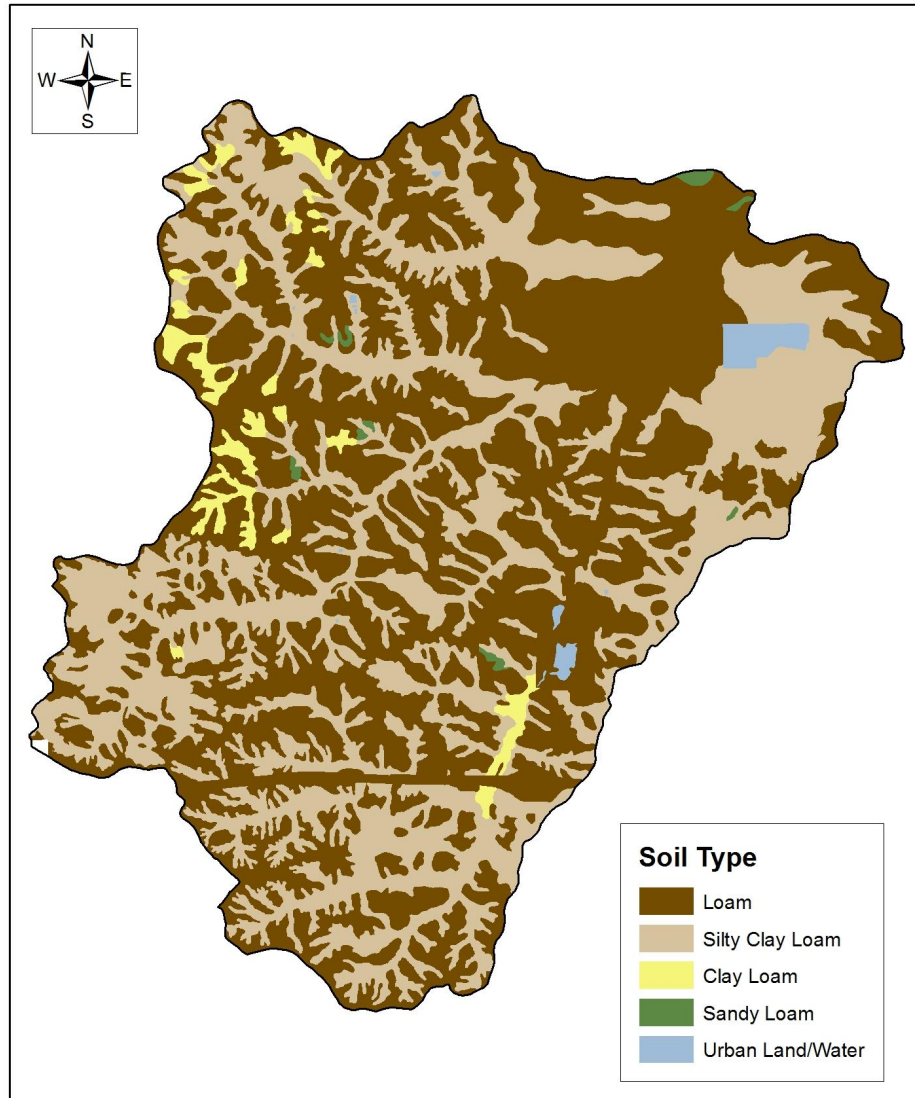 N
W E
S
Soil Type
Loam
Silty Clay Loam
Clay Loam
Sandy Loam
Urban Land/Water